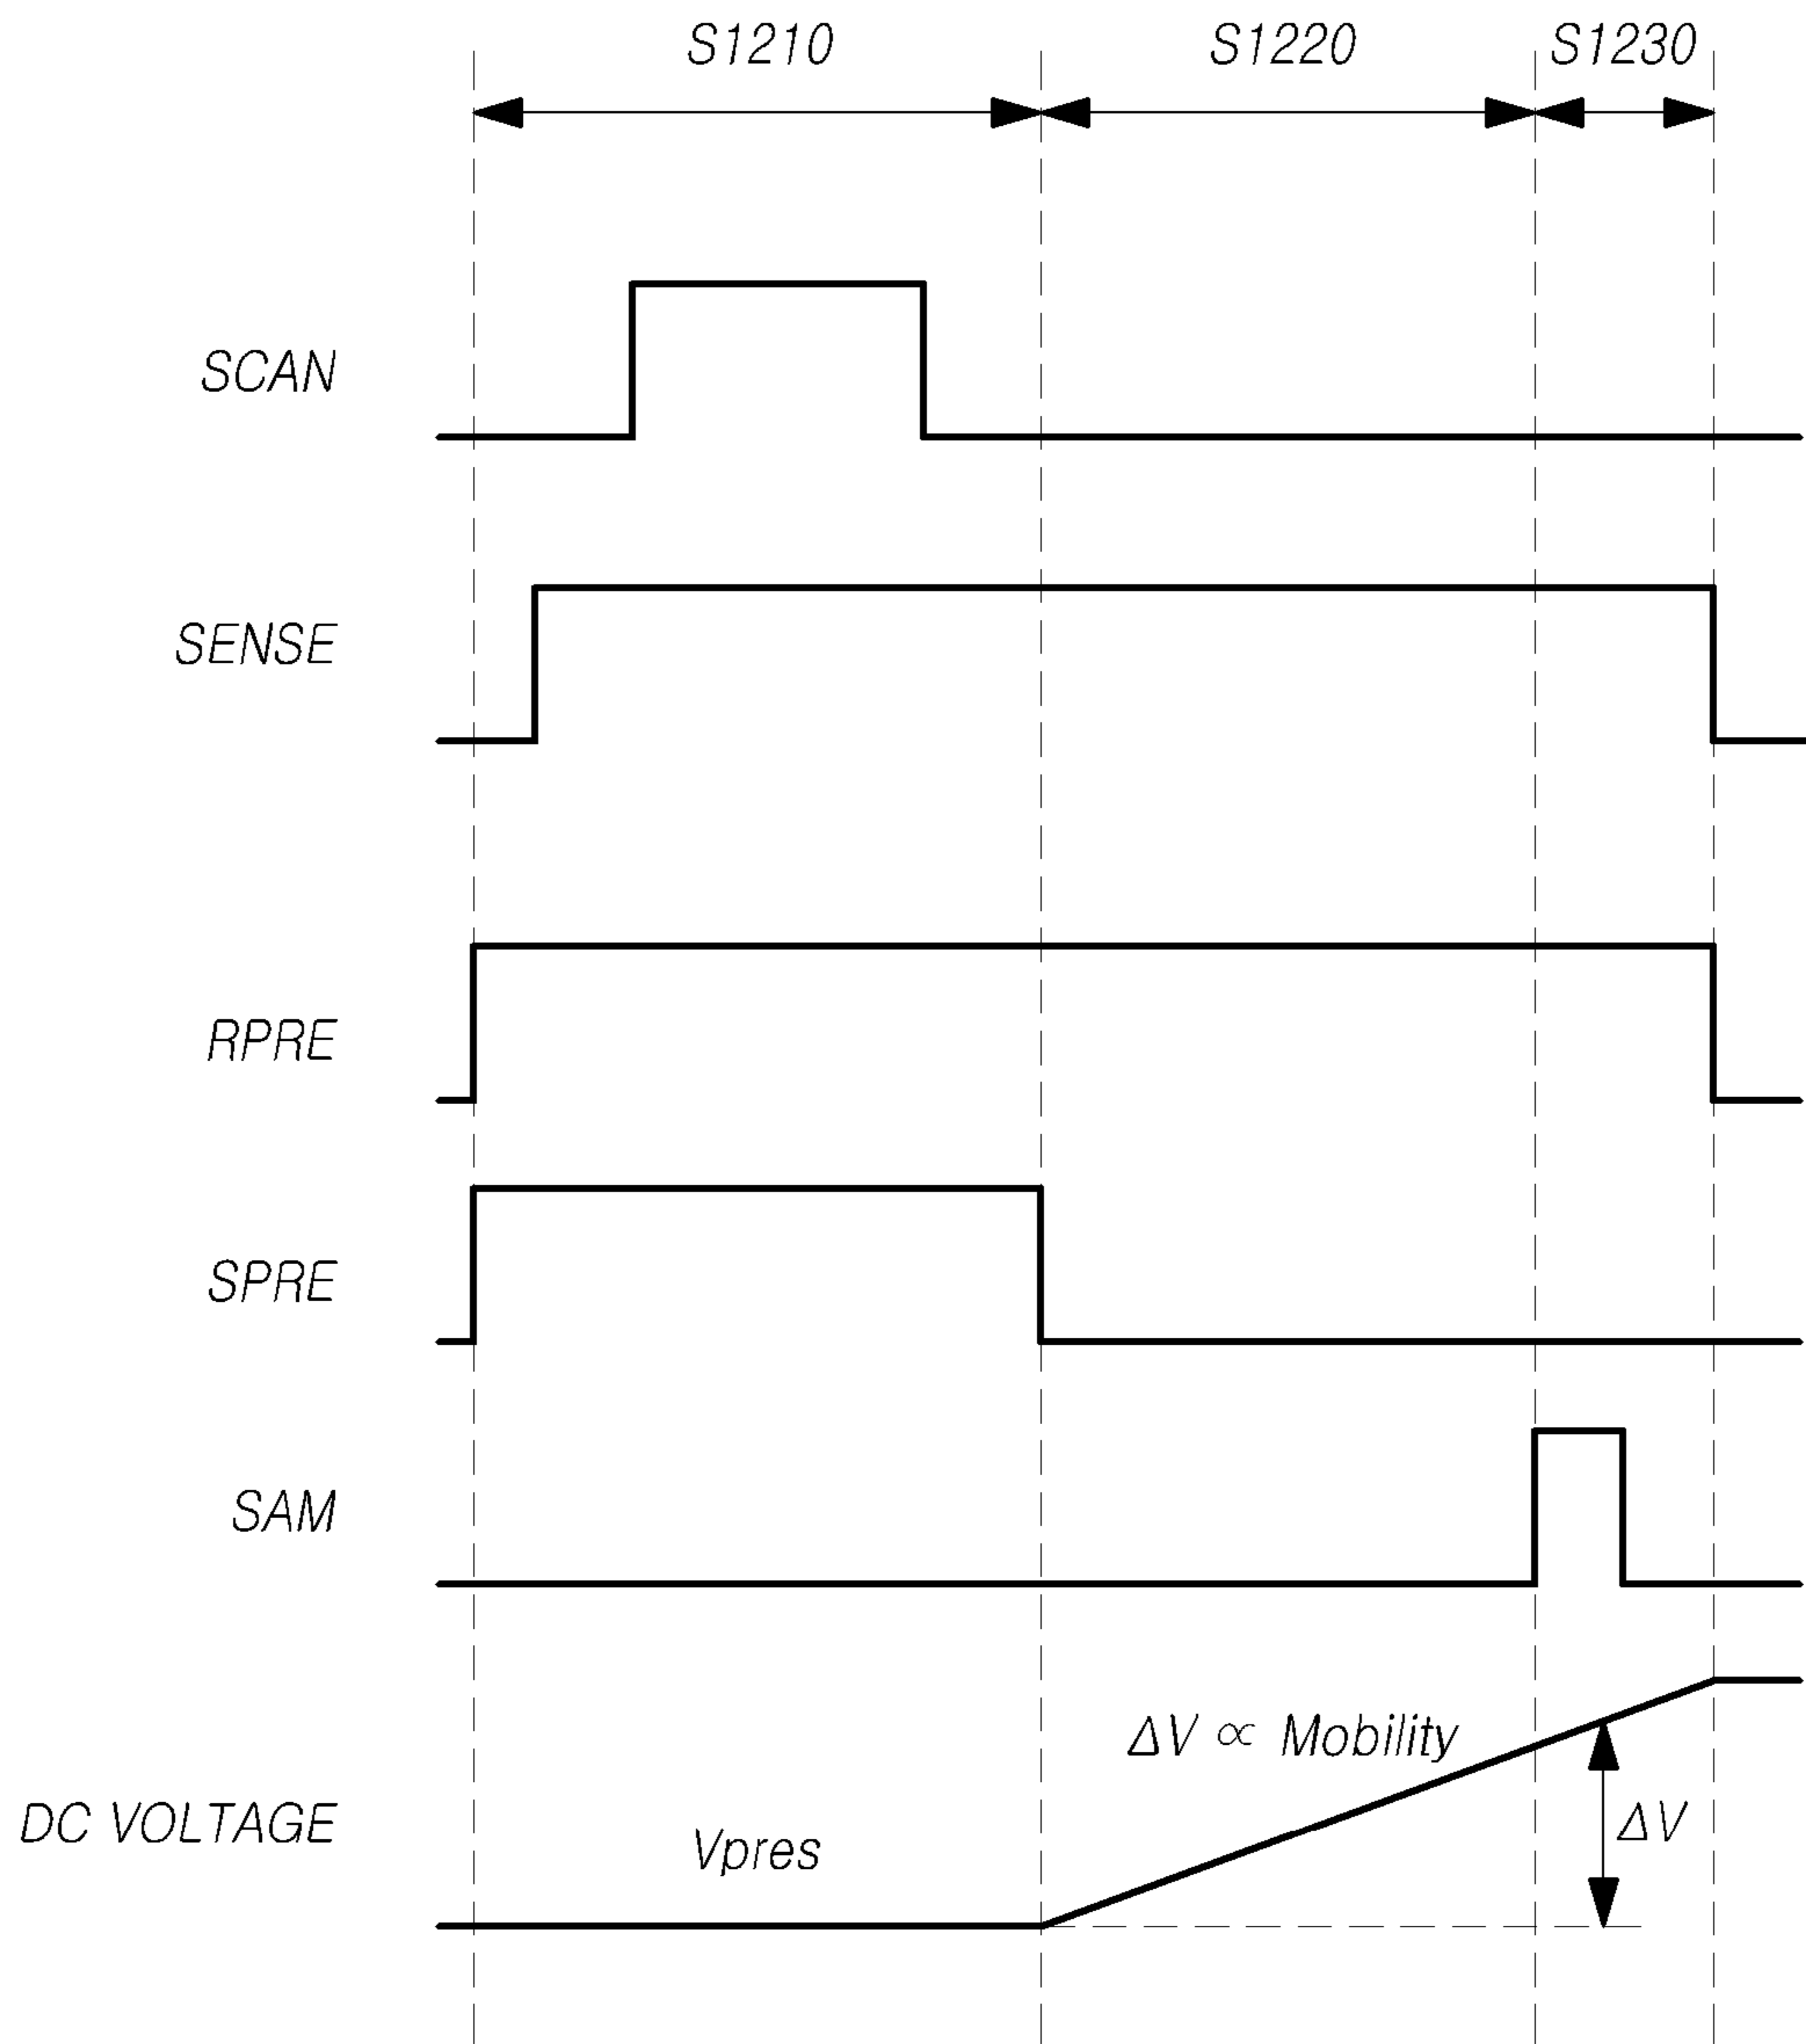 S1210 S1220 S1230
SCAN
SENSE
RPRE
SPRE
SAM
ΔV ∝ Mobility
DC VOLTAGE
Vpres
ΔV